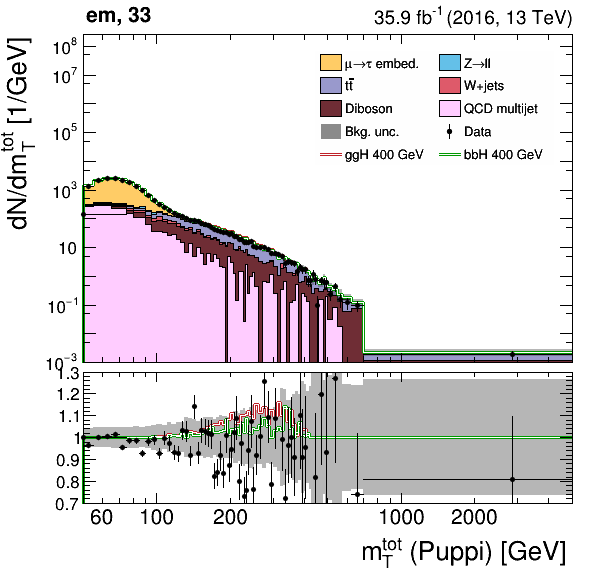 em, 33
35.9 fb⁻¹ (2016, 13 TeV)
dN/dm_T^tot [1/GeV]
10⁸
10⁷
10⁵
10³
10
10⁻¹
10⁻³
μ→τ embed.
Z→ll
tt̄
W+jets
Diboson
QCD multijet
Bkg. unc.
Data
ggH 400 GeV
bbH 400 GeV
1.3
1.2
1.1
1
0.9
0.8
0.7
60 100 200 1000 2000
m_T^tot (Puppi) [GeV]